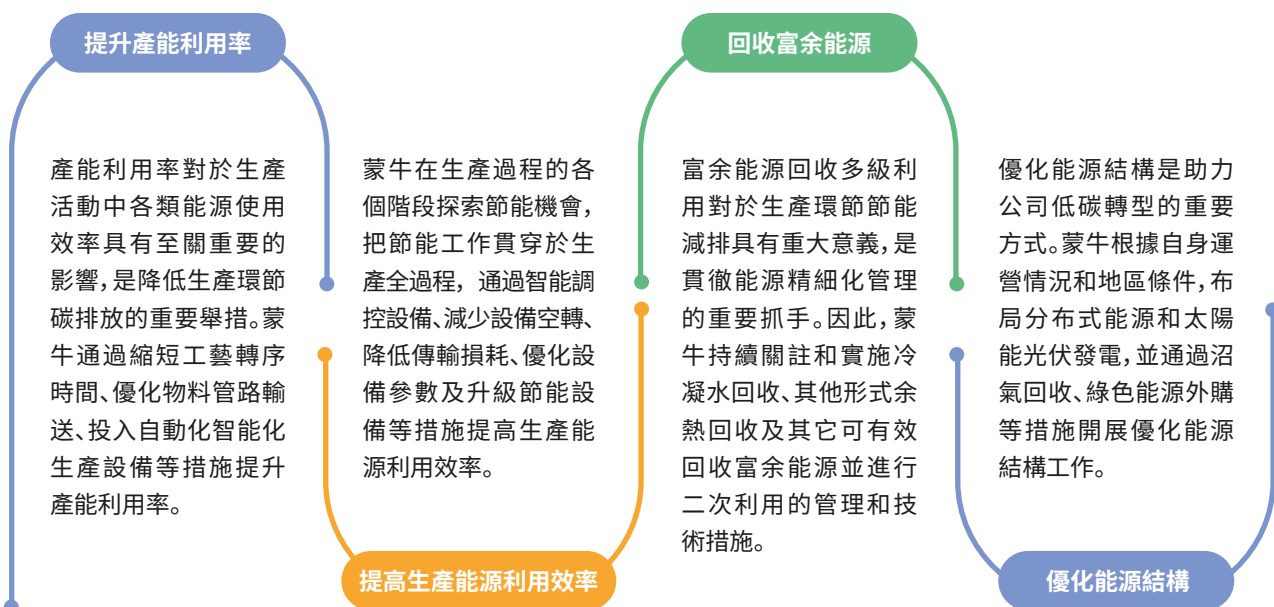 提升產能利用率
產能利用率對於生產
活動中各類能源使用
效率具有至關重要的
影響,是降低生產環節
碳排放的重要舉措。蒙
牛通過縮短工藝轉序
時間、優化物料管路輸
送、投入自動化智能化
生產設備等措施提升
產能利用率。
蒙牛在生產過程的各
個階段探索節能機會,
把節能工作貫穿於生
產全過程,通過智能調
控設備、減少設備空轉、
降低傳輸損耗、優化設
備參數及升級節能設
備等措施提高生產能
源利用效率。
提高生產能源利用效率
回收富余能源
富余能源回收多級利
用對於生產環節節能
減排具有重大意義,是
貫徹能源精細化管理
的重要抓手。因此,蒙
牛持續關註和實施冷
凝水回收、其他形式余
熱回收及其它可有效
回收富余能源並進行
二次利用的管理和技
術措施。
優化能源結構是助力
公司低碳轉型的重要
方式。蒙牛根據自身運
營情況和地區條件,布
局分布式能源和太陽
能光伏發電,並通過沼
氣回收、綠色能源外購
等措施開展優化能源
結構工作。
優化能源結構